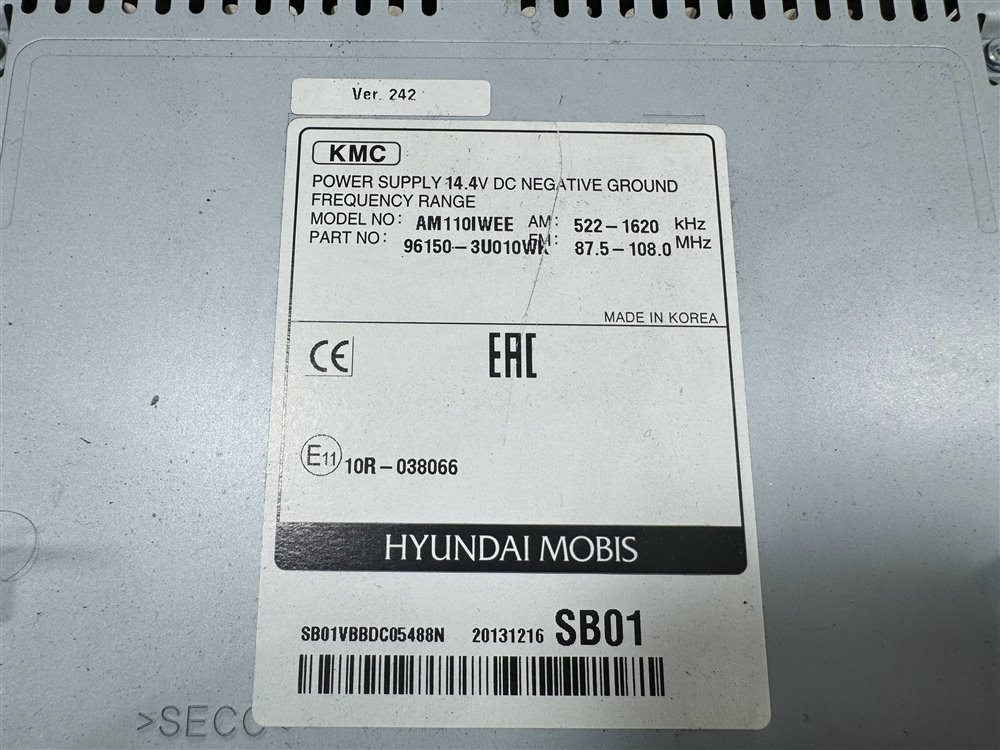 Ver. 242
KMC
POWER SUPPLY 14.4V DC NEGATIVE GROUND
FREQUENCY RANGE
MODEL NO: AM110IWEE AM: 522-1620 kHz
PART NO: 96150-3U010WK FM: 87.5-108.0 MHz
MADE IN KOREA
CE EAC
E11 10R-038066
HYUNDAI MOBIS
SB01VBBDC05488N 20131216 SB01
>SECC